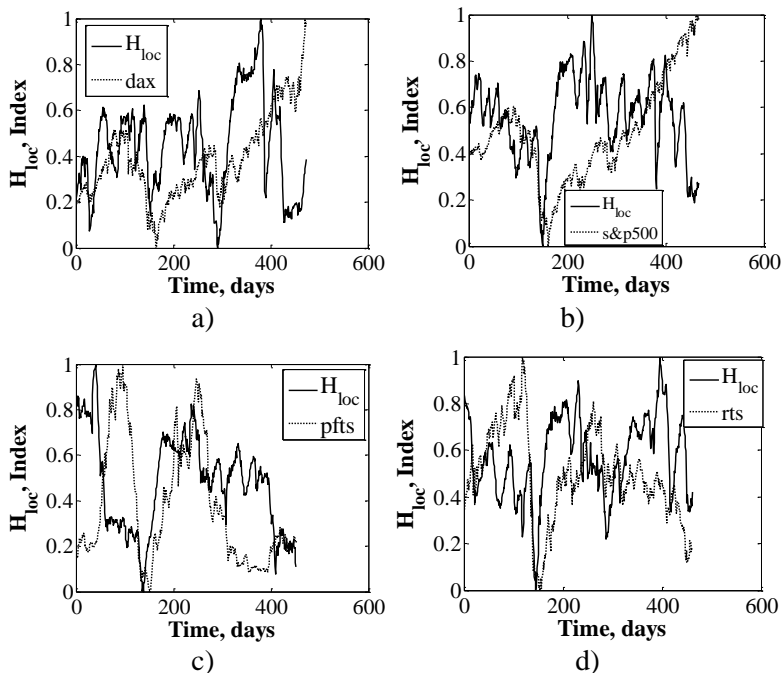 H_loc, Index
1
0.8
0.6
0.4
0.2
0
H_loc
dax
0 200 400 600
Time, days
a)
H_loc, Index
1
0.8
0.6
0.4
0.2
0
H_loc
s&p500
0 200 400 600
Time, days
b)
H_loc, Index
1
0.8
0.6
0.4
0.2
0
H_loc
pfts
0 200 400 600
Time, days
c)
H_loc, Index
1
0.8
0.6
0.4
0.2
0
H_loc
rts
0 200 400 600
Time, days
d)